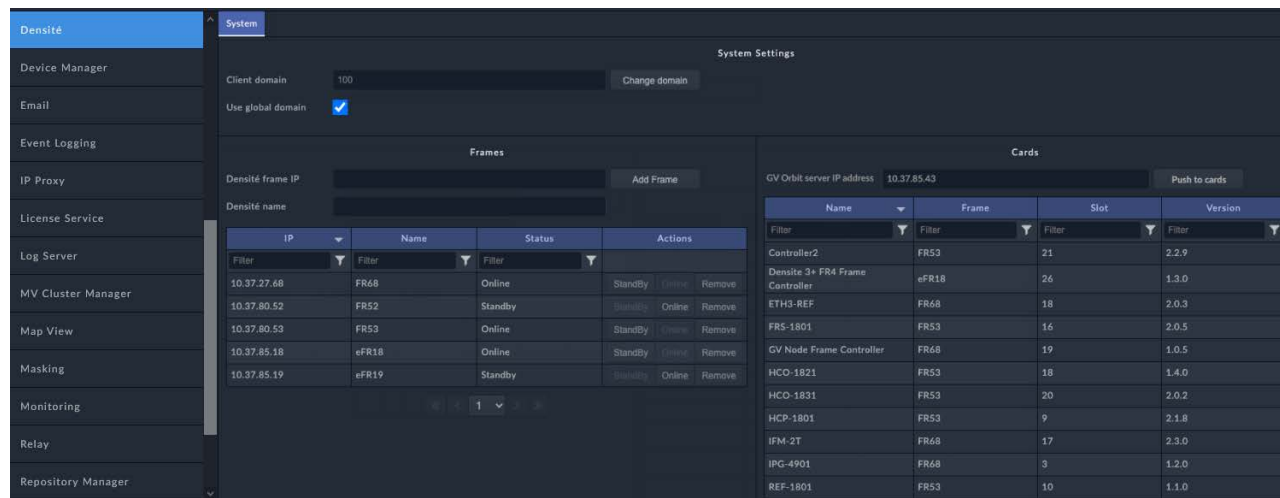 Densité
Device Manager
Email
Event Logging
IP Proxy
License Service
Log Server
MV Cluster Manager
Map View
Masking
Monitoring
Relay
Repository Manager
System
System Settings
Client domain 100 Change domain
Use global domain
Frames
Densité frame IP Add Frame
Densité name
IP Name Status Actions
Filter Filter Filter
10.37.27.68 FR68 Online StandBy Online Remove
10.37.80.52 FR52 Standby StandBy Online Remove
10.37.80.53 FR53 Online StandBy Online Remove
10.37.85.18 eFR18 Online StandBy Online Remove
10.37.85.19 eFR19 Standby StandBy Online Remove
1
Cards
GV Orbit server IP address 10.37.85.43 Push to cards
Name Frame Slot Version
Filter Filter Filter Filter
Controller2 FR53 21 2.2.9
Densite 3+ FR4 Frame
Controller eFR18 26 1.3.0
ETH3-REF FR68 18 2.0.3
FRS-1801 FR53 16 2.0.5
GV Node Frame Controller FR68 19 1.0.5
HCO-1821 FR53 18 1.4.0
HCO-1831 FR53 20 2.0.2
HCP-1801 FR53 9 2.1.8
IFM-2T FR68 17 2.3.0
IPG-4901 FR68 3 1.2.0
REF-1801 FR53 10 1.1.0